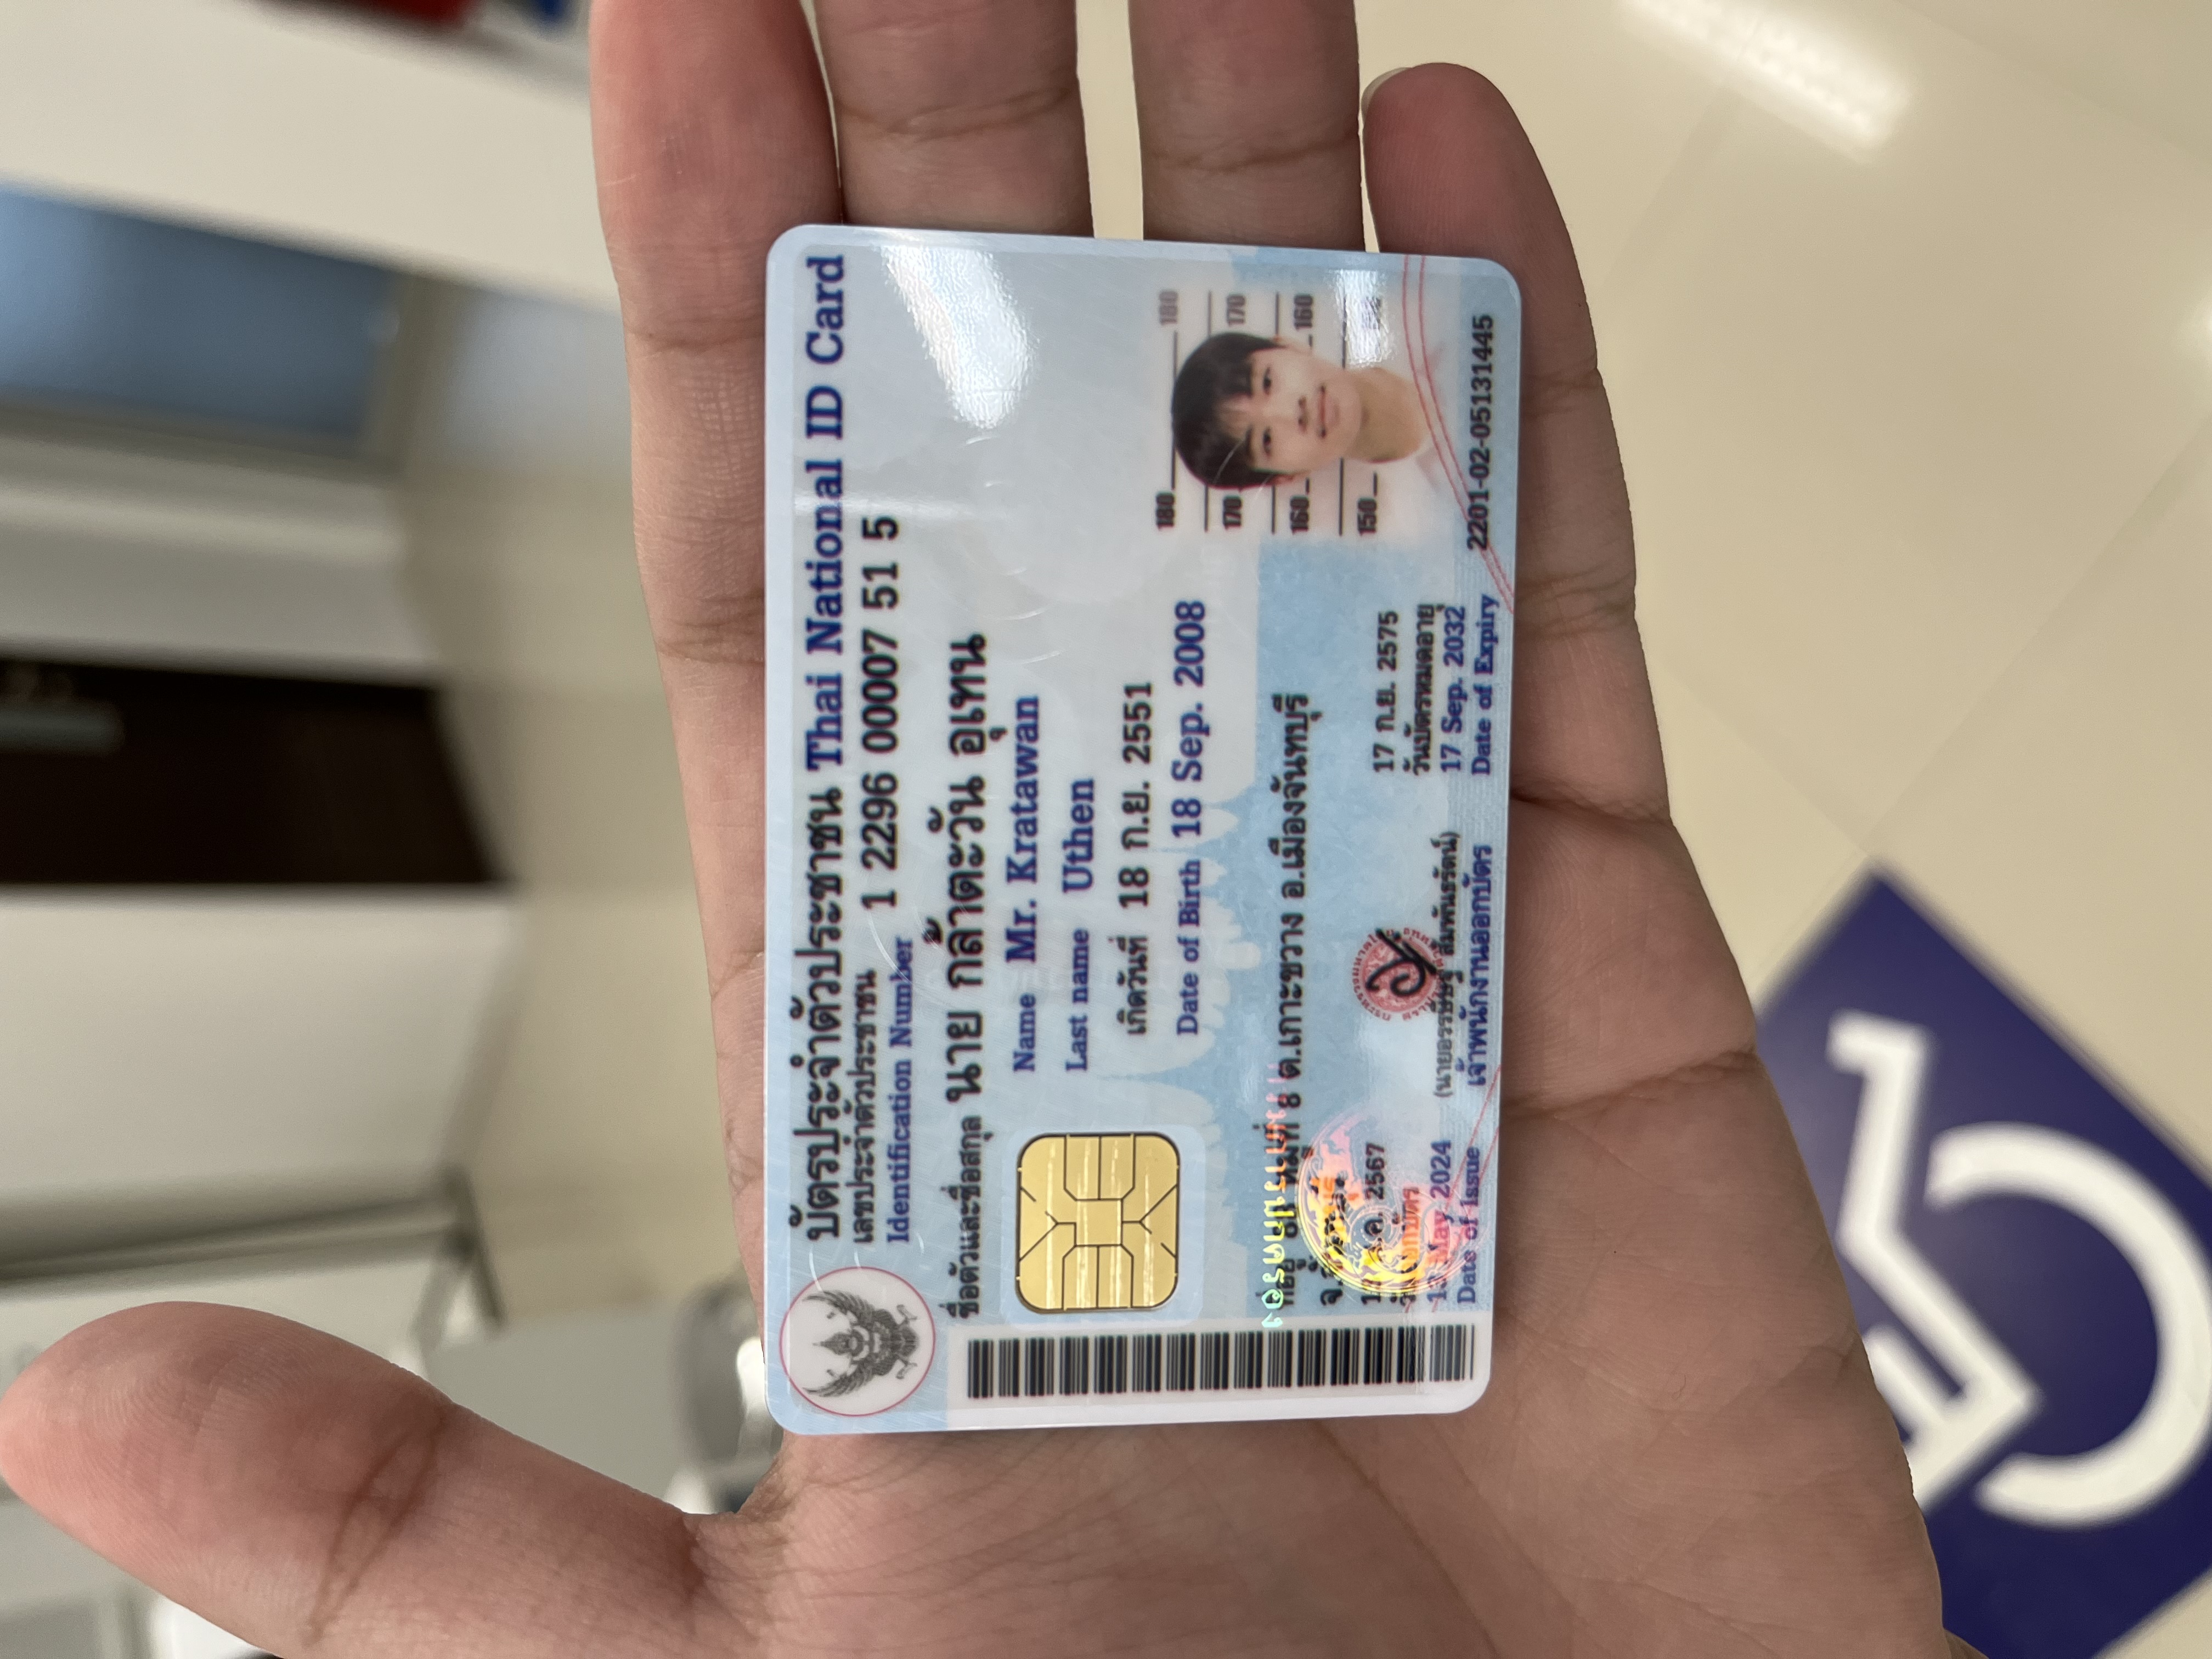 บัตรประจำตัวประชาชน Thai National ID Card
เลขประจำตัวประชาชน
Identification Number
1 2296 00007 51 5
ชื่อตัวและชื่อสกุล นาย กล้าตะวัน อุเทน
Name Mr. Kratawan
Last name Uthen
เกิดวันที่ 18 ก.ย. 2551
Date of Birth 18 Sep. 2008
180 180
170 170
160 160
150
หมู่ที่ 8 ต.เกาะขวาง อ.เมืองจันทบุรี
2567
May 2024
Date of Issue
เจ้าพนักงานออกบัตร
17 ก.ย. 2575
วันบัตรหมดอายุ
17 Sep. 2032
Date of Expiry
2201-02-05131445